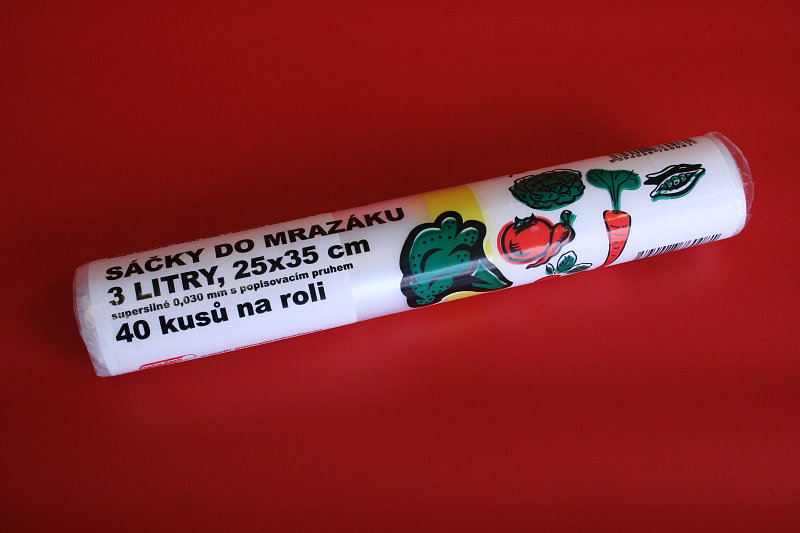 SÁČKY DO MRAZÁKU
3 LITRY, 25x35 cm
supersilné 0,030 mm s popisovacím pruhem
40 kusů na roli